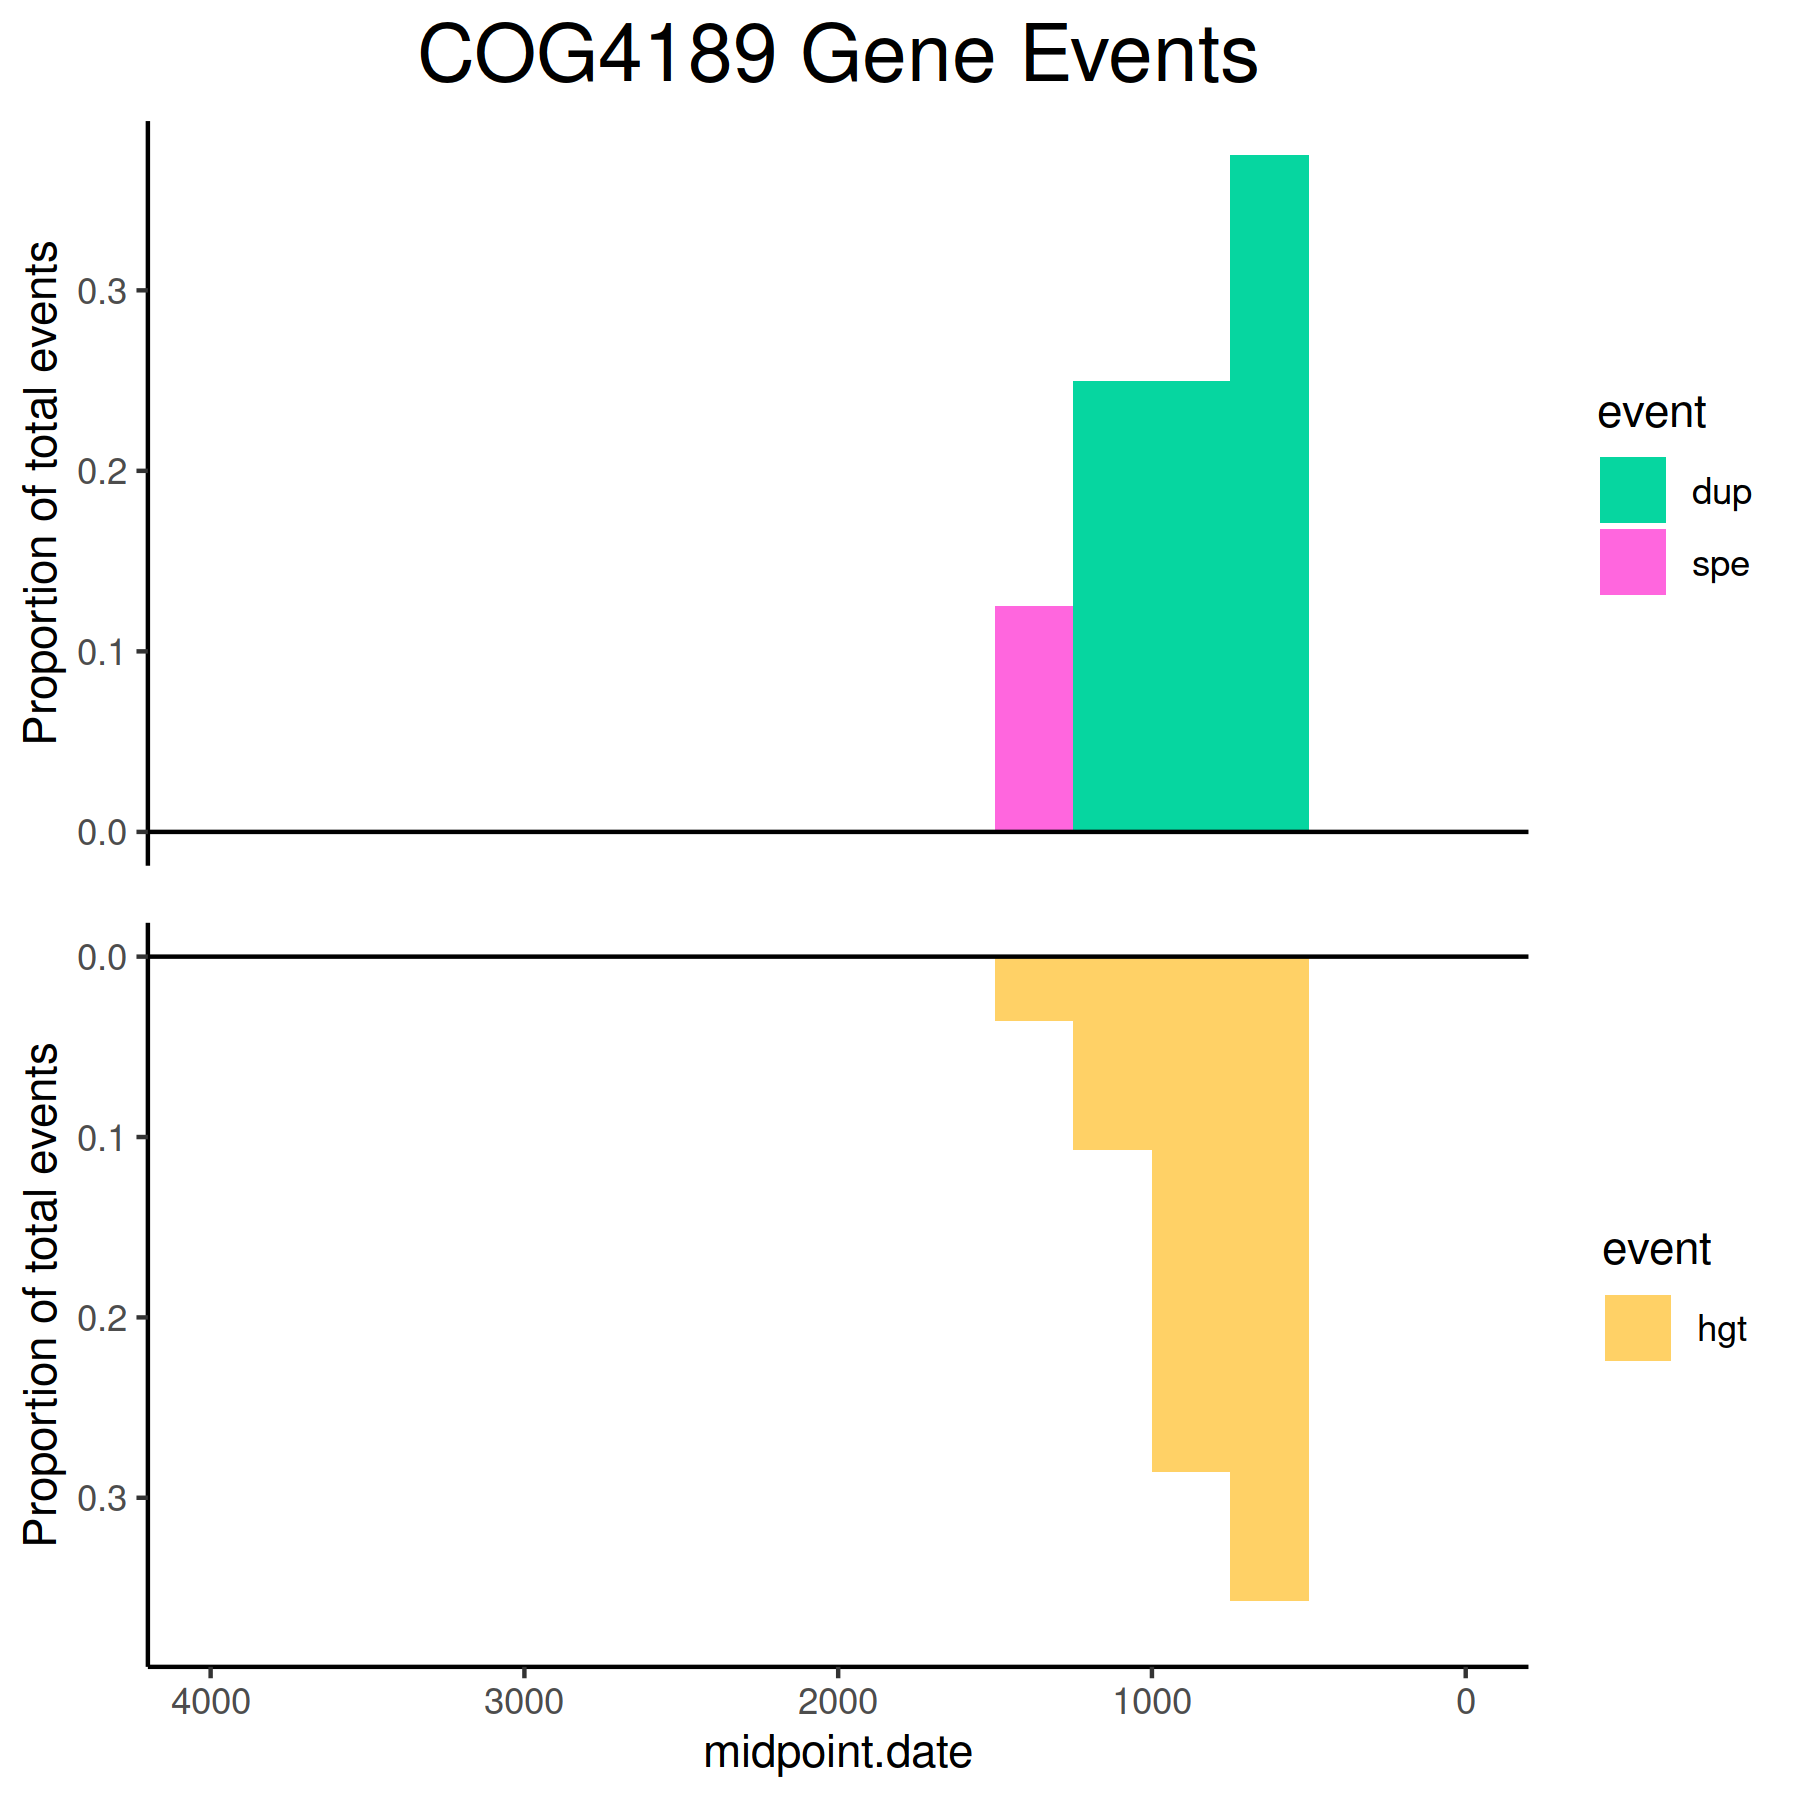 COG4189 Gene Events
Proportion of total events
0.3
0.2
0.1
0.0
event
dup
spe
Proportion of total events
0.0
0.1
0.2
0.3
event
hgt
4000 3000 2000 1000 0
midpoint.date